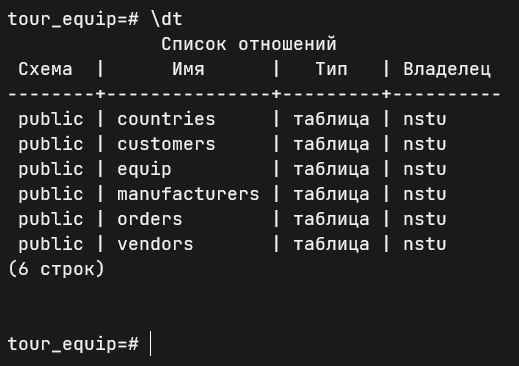 tour_equip=# \dt
Список отношений
Схема | Имя | Тип | Владелец
--------+---------------+---------+----------
public | countries | таблица | nstu
public | customers | таблица | nstu
public | equip | таблица | nstu
public | manufacturers | таблица | nstu
public | orders | таблица | nstu
public | vendors | таблица | nstu
(6 строк)
tour_equip=#